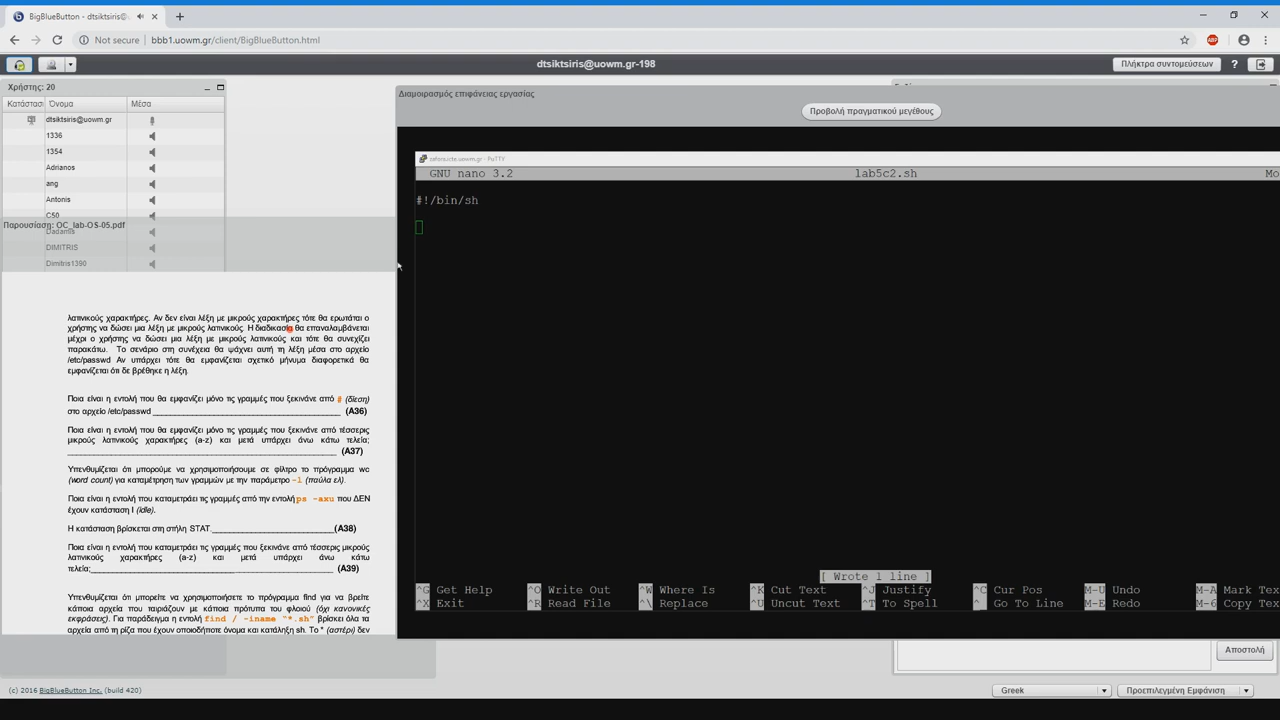 BigBlueButton - dtsiktsiris@
Not secure | bbb1.uowm.gr/client/BigBlueButton.html
ABP
dtsiktsiris@uowm.gr-198
Πλήκτρα συντομεύσεων
?
Χρήστης: 20
Κατάστασ Όνομα Μέσα
dtsiktsiris@uowm.gr
1336
1354
Adrianos
ang
Antonis
C50
Dadamis
DIMITRIS
Dimitris1390
Παρουσίαση: OC_lab-OS-05.pdf
λατινικούς χαρακτήρες. Αν δεν είναι λέξη με μικρούς χαρακτήρες τότε θα ερωτάται ο
χρήστης να δώσει μια λέξη με μικρούς λατινικούς. Η διαδικασία θα επαναλαμβάνεται
μέχρι ο χρήστης να δώσει μια λέξη με μικρούς λατινικούς και τότε θα συνεχίζει
παρακάτω. Το σενάριο στη συνέχεια θα ψάχνει αυτή τη λέξη μέσα στο αρχείο
/etc/passwd Αν υπάρχει τότε θα εμφανίζεται σχετικό μήνυμα διαφορετικά θα
εμφανίζεται ότι δε βρέθηκε η λέξη.
Ποια είναι η εντολή που θα εμφανίζει μόνο τις γραμμές που ξεκινάνε από # (δίεση)
στο αρχείο /etc/passwd (A36)
Ποια είναι η εντολή που θα εμφανίζει μόνο τις γραμμές που ξεκινάνε από τέσσερις
μικρούς λατινικούς χαρακτήρες (a-z) και μετά υπάρχει άνω κάτω τελεία;
(A37)
Υπενθυμίζεται ότι μπορούμε να χρησιμοποιήσουμε σε φίλτρο το πρόγραμμα wc
(word count) για καταμέτρηση των γραμμών με την παράμετρο -l (παύλα ελ).
Ποια είναι η εντολή που καταμετράει τις γραμμές από την εντολή ps -axu που ΔΕΝ
έχουν κατάσταση I (idle).
Η κατάσταση βρίσκεται στη στήλη STAT. (A38)
Ποια είναι η εντολή που καταμετράει τις γραμμές που ξεκινάνε από τέσσερις μικρούς
λατινικούς χαρακτήρες (a-z) και μετά υπάρχει άνω κάτω
τελεία; (A39)
Υπενθυμίζεται ότι μπορείτε να χρησιμοποιήσετε το πρόγραμμα find για να βρείτε
κάποια αρχεία που ταιριάζουν με κάποια πρότυπα του φλοιού (όχι κανονικές
εκφράσεις). Για παράδειγμα η εντολή find / -iname "*.sh" βρίσκει όλα τα
αρχεία από τη ρίζα που έχουν οποιοδήποτε όνομα και κατάληξη sh. Το * (αστέρι) δεν
Διαμοιρασμός επιφάνειας εργασίας
Προβολή πραγματικού μεγέθους
zafora.icte.uowm.gr - PuTTY
GNU nano 3.2 lab5c2.sh Mo
#!/bin/sh
[ Wrote 1 line ]
^G Get Help ^O Write Out ^W Where Is ^K Cut Text ^J Justify ^C Cur Pos M-U Undo M-A Mark Tex
^X Exit ^R Read File ^\ Replace ^U Uncut Text ^T To Spell ^_ Go To Line M-E Redo M-6 Copy Tex
Αποστολή
(c) 2016 BigBlueButton Inc. (build 420)
Greek
Προεπιλεγμένη Εμφάνιση